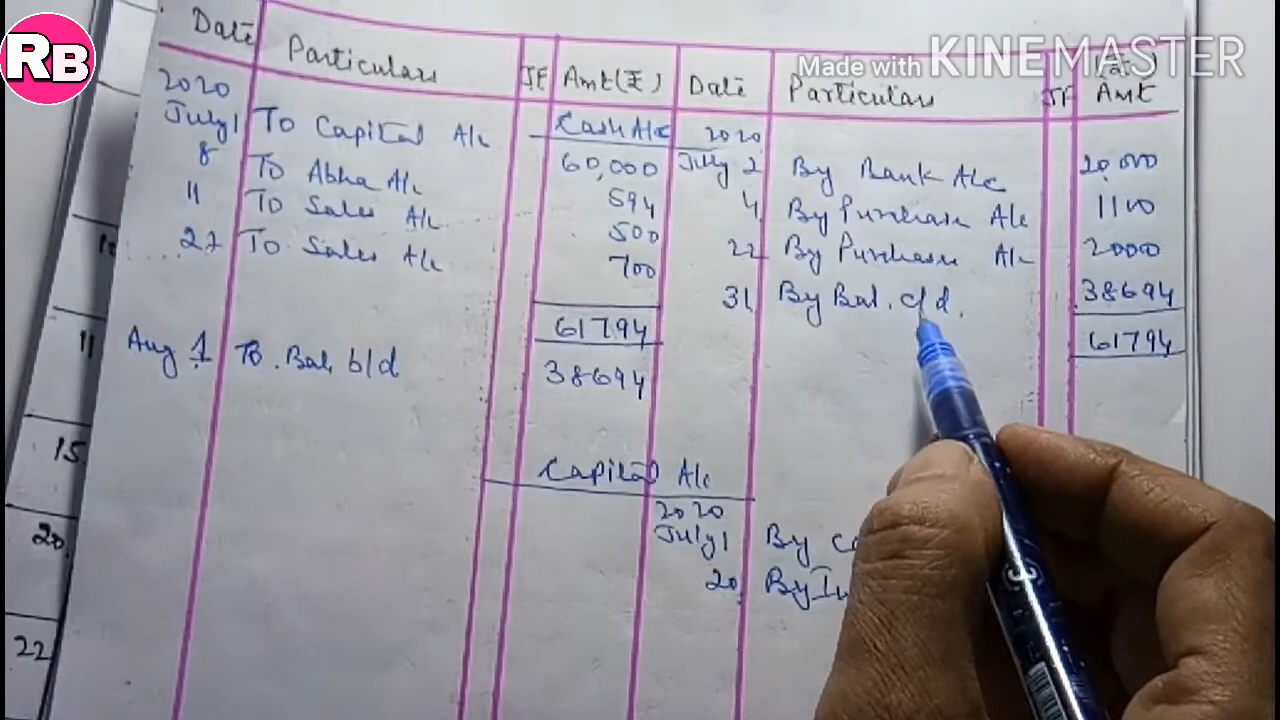 RB
Made with KINEMASTER
Date Particulars JF Amt (₹) Date Particulars JF Amt
Cash A/c
2020 2020
July 1 To Capital A/c 60,000 July 2 By Bank A/c 20,000
8 To Abha A/c 594 4 By Purchase A/c 1100
11 To Sales A/c 500 22 By Purchase A/c 2000
27 To Sales A/c 700 31 By Bal. c/d. 38694
61794 61794
Aug 1 To Bal. b/d 38694
Capital A/c
2020
July 1 By
20 By
11
15
20
22